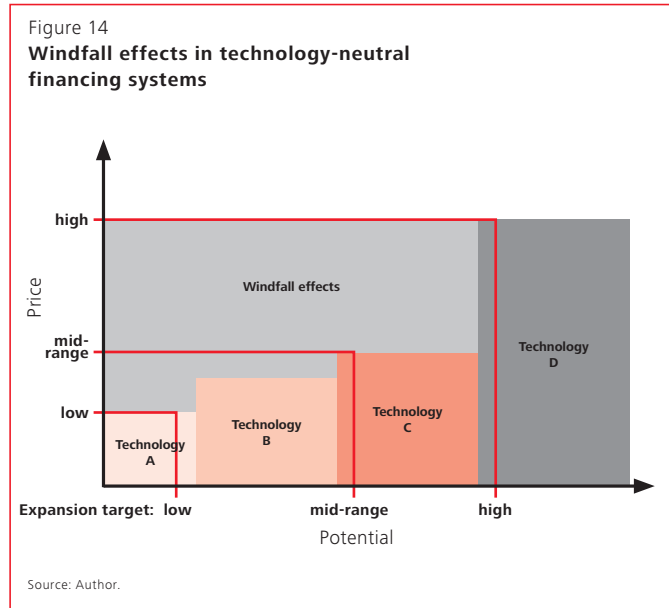 Figure 14
Windfall effects in technology-neutral
financing systems
high
Windfall effects
Price
mid-
range
Technology
D
low
Technology
C
Technology
B
Technology
A
Expansion target: low mid-range high
Potential
Source: Author.